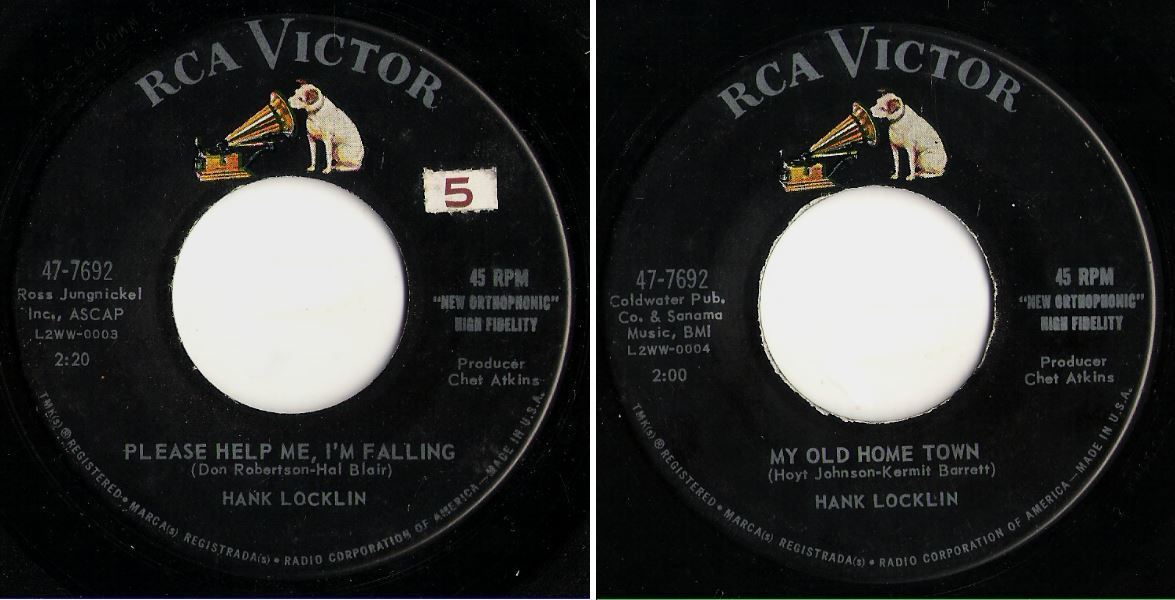 RCA VICTOR
5
47-7692
Ross Jungnickel
Inc., ASCAP
L2WW-0003
2:20
45 RPM
"NEW ORTHOPHONIC"
HIGH FIDELITY
Producer
Chet Atkins
PLEASE HELP ME, I'M FALLING
(Don Robertson-Hal Blair)
HANK LOCKLIN
TMK(s) ® REGISTERED • MARCA(s) REGISTRADA(s) • RADIO CORPORATION OF AMERICA—MADE IN U.S.A.
RCA VICTOR
47-7692
Coldwater Pub.
Co. & Sanama
Music, BMI
L2WW-0004
2:00
45 RPM
"NEW ORTHOPHONIC"
HIGH FIDELITY
Producer
Chet Atkins
MY OLD HOME TOWN
(Hoyt Johnson-Kermit Barrett)
HANK LOCKLIN
TMK(s) ® REGISTERED • MARCA(s) REGISTRADA(s) • RADIO CORPORATION OF AMERICA—MADE IN U.S.A.